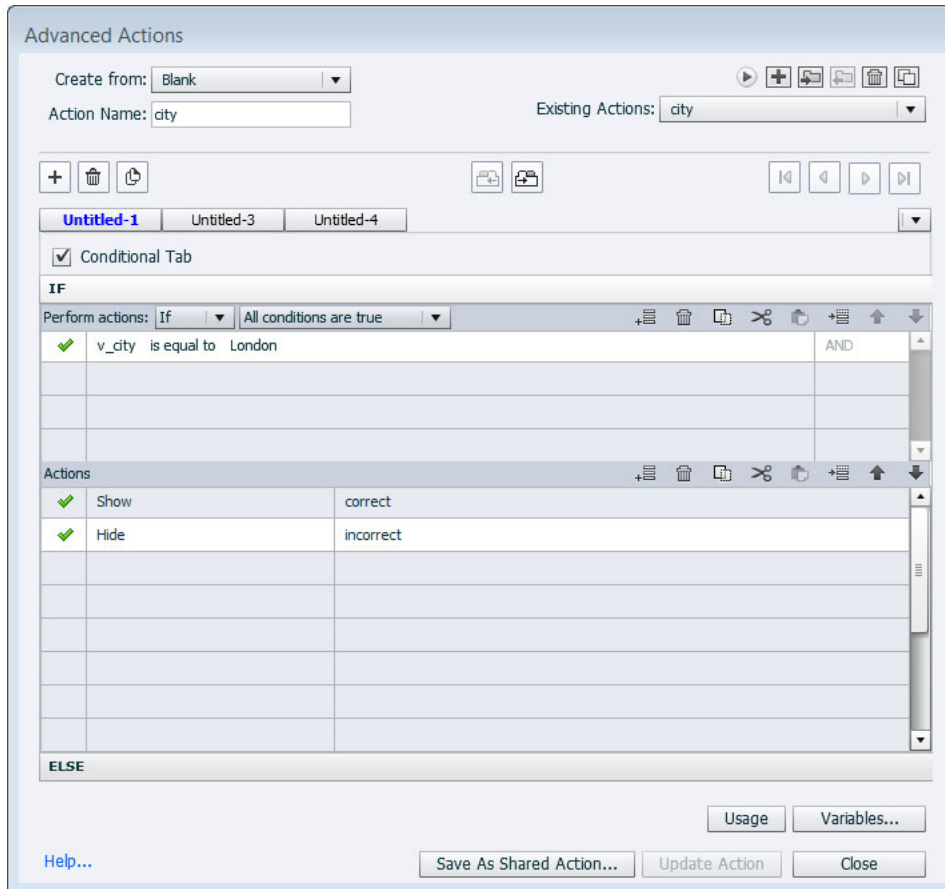 Advanced Actions
Create from: Blank
Action Name: city
Existing Actions: city
Untitled-1 Untitled-3 Untitled-4
Conditional Tab
IF
Perform actions: If All conditions are true
v_city is equal to London AND
Actions
Show correct
Hide incorrect
ELSE
Usage Variables...
Help... Save As Shared Action... Update Action Close